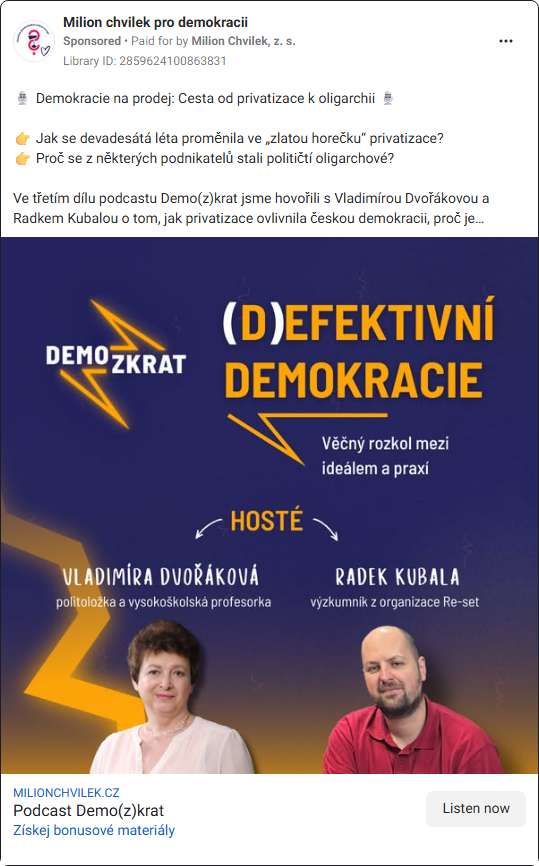 Milion chvilek pro demokracii
Sponsored • Paid for by Milion Chvilek, z. s.
Library ID: 2859624100863831
Demokracie na prodej: Cesta od privatizace k oligarchii
👉 Jak se devadesátá léta proměnila ve „zlatou horečku“ privatizace?
👉 Proč se z některých podnikatelů stali političtí oligarchové?
Ve třetím dílu podcastu Demo(z)krat jsme hovořili s Vladimírou Dvořákovou a
Radkem Kubalou o tom, jak privatizace ovlivnila českou demokracii, proč je...
DEMO
ZKRAT
(D)EFEKTIVNÍ
DEMOKRACIE
Věčný rozkol mezi
ideálem a praxí
HOSTÉ
VLADIMÍRA DVOŘÁKOVÁ
politoložka a vysokoškolská profesorka
RADEK KUBALA
výzkumník z organizace Re-set
MILIONCHVILEK.CZ
Podcast Demo(z)krat
Získej bonusové materiály
Listen now